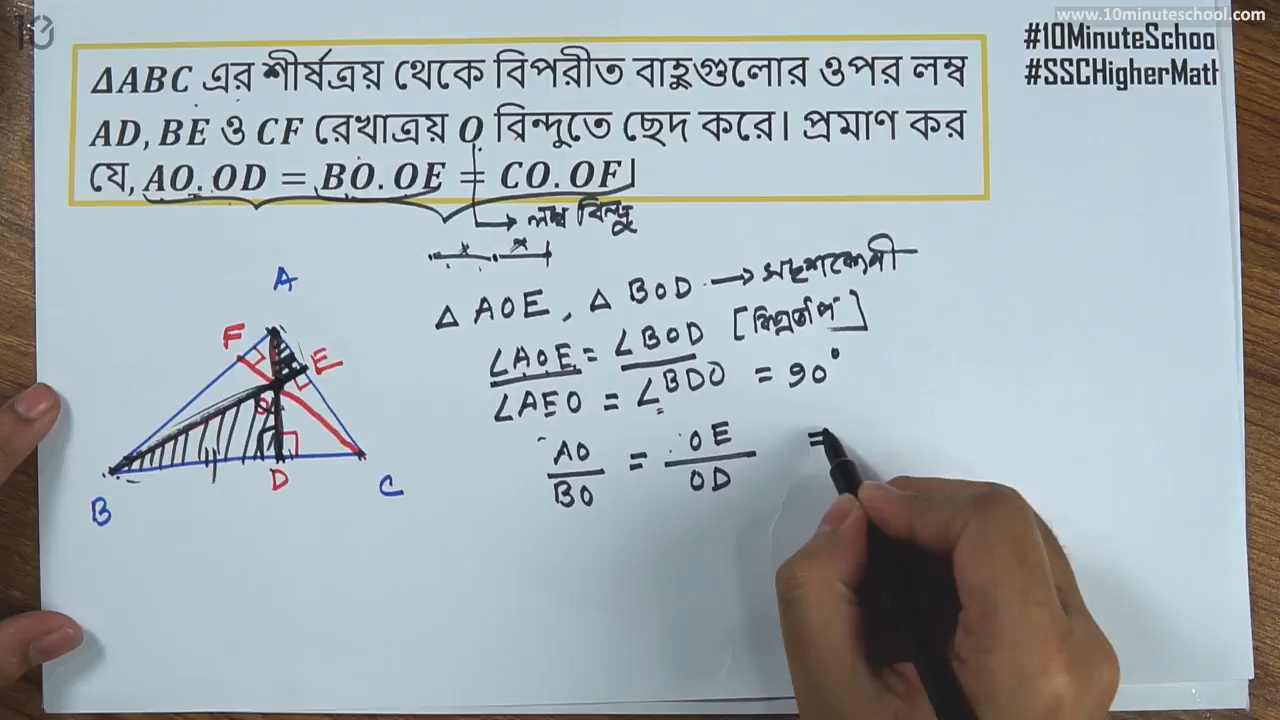 10
www.10minuteschool.com
#10MinuteSchool
#SSCHigherMath
ΔABC এর শীর্ষত্রয় থেকে বিপরীত বাহুগুলোর ওপর লম্ব
AD, BE ও CF রেখাত্রয় O বিন্দুতে ছেদ করে। প্রমাণ কর
যে, AO.OD = BO.OE = CO.OF।
→ লম্ব বিন্দু
x x
Δ AOE, Δ BOD → সদৃশকোণী
∠AOE = ∠BOD [বিপ্রতীপ]
∠AEO = ∠BDO = 90°
AO/BO = OE/OD =
A
F
E
O
D
B
C